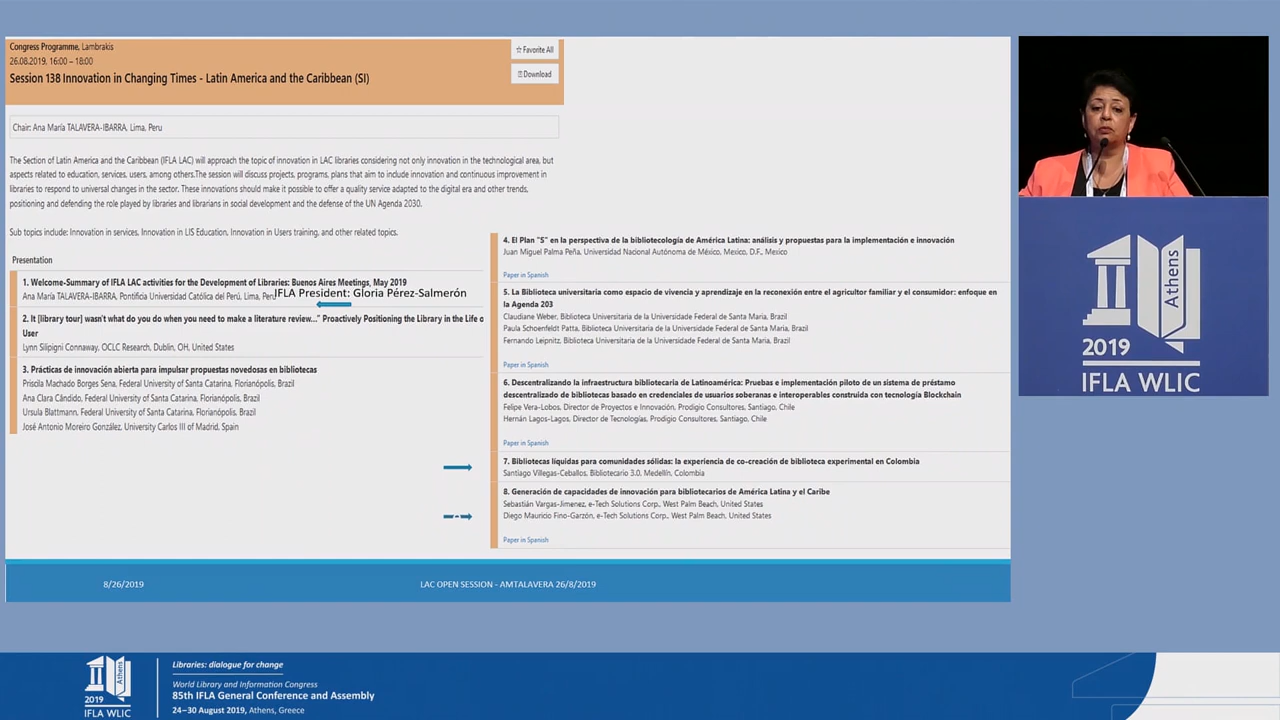 Congress Programme, Lambrakis
26.08.2019. 16:00 – 18:00
Session 138 Innovation in Changing Times - Latin America and the Caribbean (SI)
☆ Favorite All
Download
Chair: Ana María TALAVERA-IBARRA, Lima, Peru
The Section of Latin America and the Caribbean (IFLA LAC) will approach the topic of innovation in LAC libraries considering not only innovation in the technological area, but
aspects related to education, services, users, among others.The session will discuss projects, programs, plans that aim to include innovation and continuous improvement in
libraries to respond to universal changes in the sector. These innovations should make it possible to offer a quality service adapted to the digital era and other trends,
positioning and defending the role played by libraries and librarians in social development and the defense of the UN Agenda 2030.
Sub topics include: Innovation in services, Innovation in LIS Education, Innovation in Users training, and other related topics.
Presentation
1. Welcome-Summary of IFLA LAC activities for the Development of Libraries: Buenos Aires Meetings, May 2019
Ana María TALAVERA-IBARRA, Pontificia Universidad Católica del Perú, Lima, Peru
IFLA President: Gloria Pérez-Salmerón
2. It [library tour] wasn't what do you do when you need to make a literature review..." Proactively Positioning the Library in the Life o
User
Lynn Silipigni Connaway, OCLC Research, Dublin, OH, United States
3. Prácticas de innovación abierta para impulsar propuestas novedosas en bibliotecas
Priscila Machado Borges Sena, Federal University of Santa Catarina, Florianópolis, Brazil
Ana Clara Cândido, Federal University of Santa Catarina, Florianópolis, Brazil
Ursula Blattmann, Federal University of Santa Catarina, Florianópolis, Brazil
José Antonio Moreiro González, University Carlos III of Madrid, Spain
4. El Plan "S" en la perspectiva de la bibliotecología de América Latina: análisis y propuestas para la implementación e innovación
Juan Miguel Palma Peña, Universidad Nacional Autónoma de México, Mexico, D.F., Mexico
Paper in Spanish
5. La Biblioteca universitaria como espacio de vivencia y aprendizaje en la reconexión entre el agricultor familiar y el consumidor: enfoque en
la Agenda 203
Claudiane Weber, Biblioteca Universitaria de la Universidade Federal de Santa Maria, Brazil
Paula Schoenfeldt Patta, Biblioteca Universitaria de la Universidade Federal de Santa Maria, Brazil
Fernando Leipnitz, Biblioteca Universitaria de la Universidade Federal de Santa Maria, Brazil
Paper in Spanish
6. Descentralizando la infraestructura bibliotecaria de Latinoamérica: Pruebas e implementación piloto de un sistema de préstamo
descentralizado de bibliotecas basado en credenciales de usuarios soberanas e interoperables construida con tecnología Blockchain
Felipe Vera-Lobos, Director de Proyectos e Innovación, Prodigio Consultores, Santiago, Chile
Hernán Lagos-Lagos, Director de Tecnologías, Prodigio Consultores, Santiago, Chile
Paper in Spanish
7. Bibliotecas líquidas para comunidades sólidas: la experiencia de co-creación de biblioteca experimental en Colombia
Santiago Villegas-Ceballos, Bibliotecario 3.0, Medellín, Colombia
8. Generación de capacidades de innovación para bibliotecarios de América Latina y el Caribe
Sebastián Vargas-Jimenez, e-Tech Solutions Corp., West Palm Beach, United States
Diego Mauricio Fino-Garzón, e-Tech Solutions Corp., West Palm Beach, United States
Paper in Spanish
8/26/2019
LAC OPEN SESSION - AMTALAVERA 26/8/2019
Athens
2019
IFLA WLIC
Athens
2019
IFLA WLIC
Libraries: dialogue for change
World Library and Information Congress
85th IFLA General Conference and Assembly
24–30 August 2019, Athens, Greece